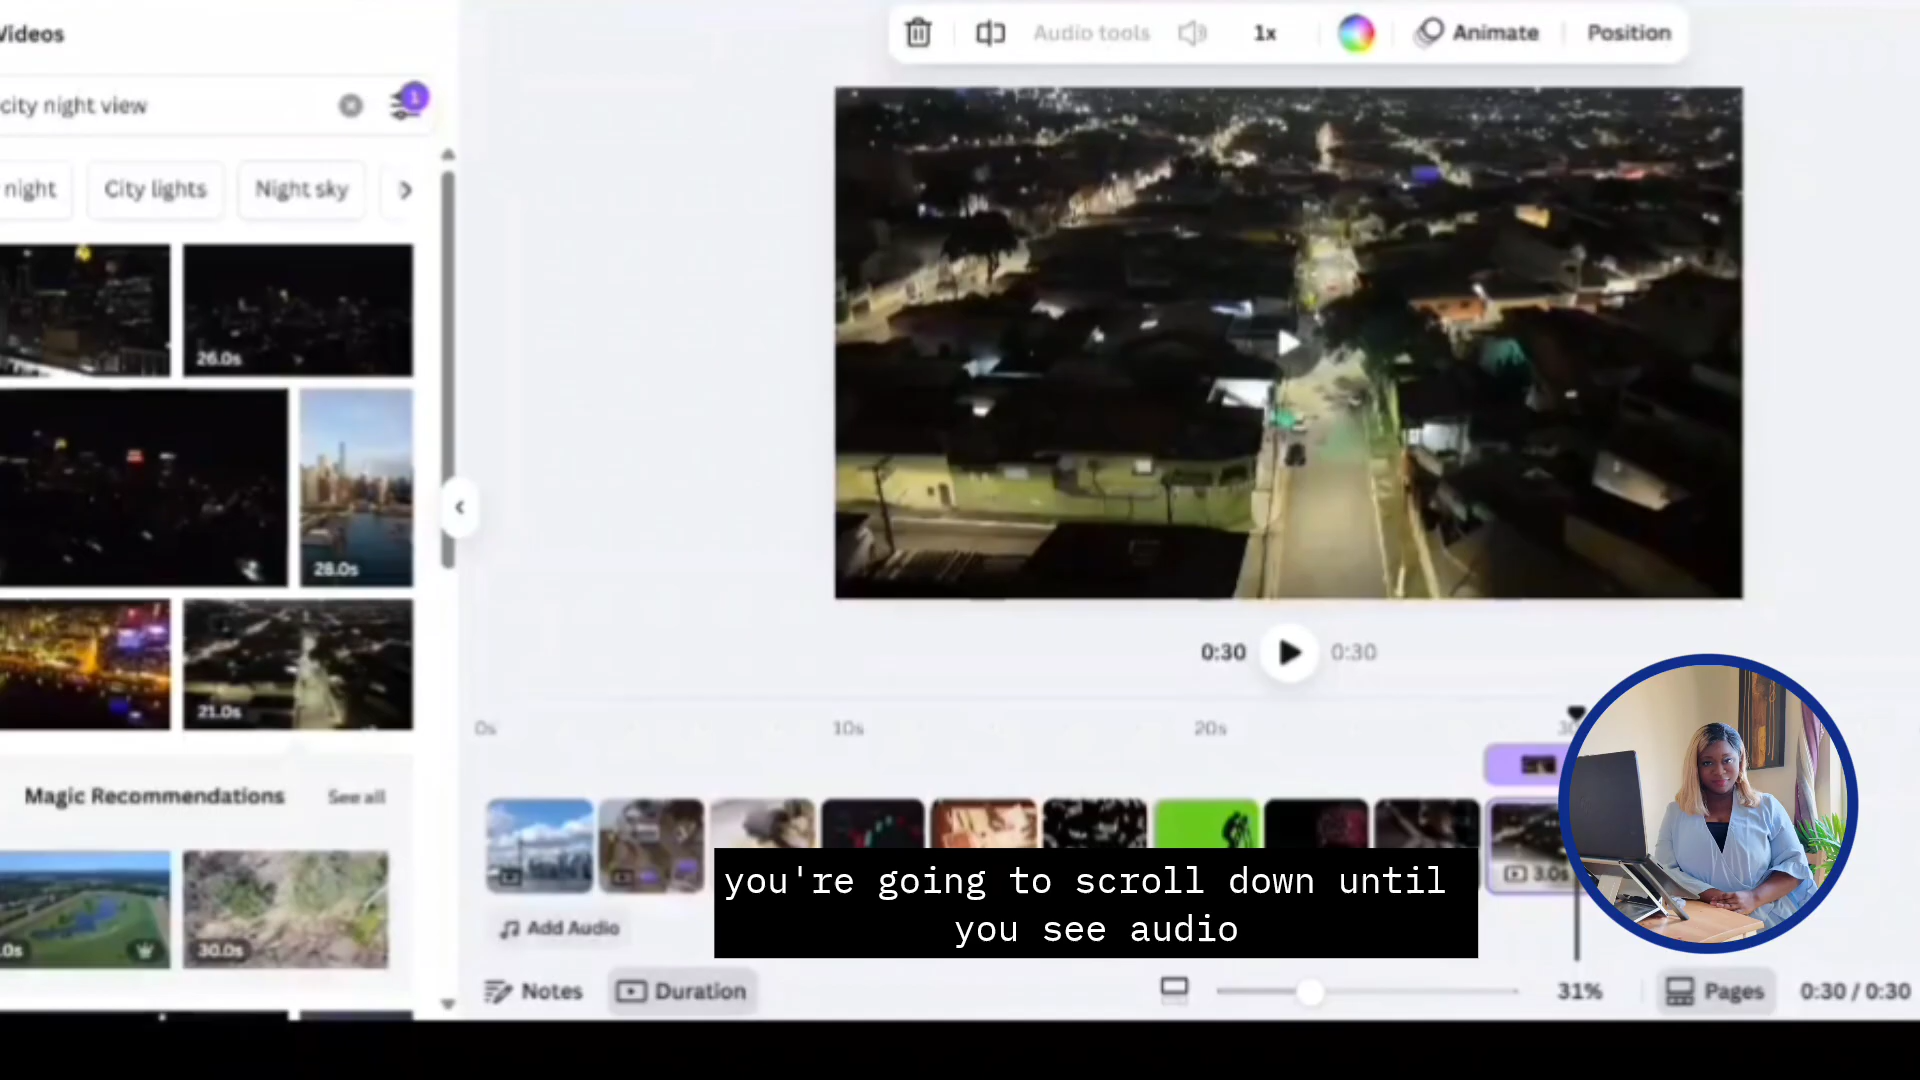 Videos
city night view
1
night
City lights
Night sky
26.0s
28.0s
21.0s
Magic Recommendations
See all
30.0s
Audio tools
1x
Animate
Position
0:30
0:30
0s
10s
20s
3.0s
you're going to scroll down until
you see audio
Add Audio
Notes
Duration
31%
Pages
0:30 / 0:30